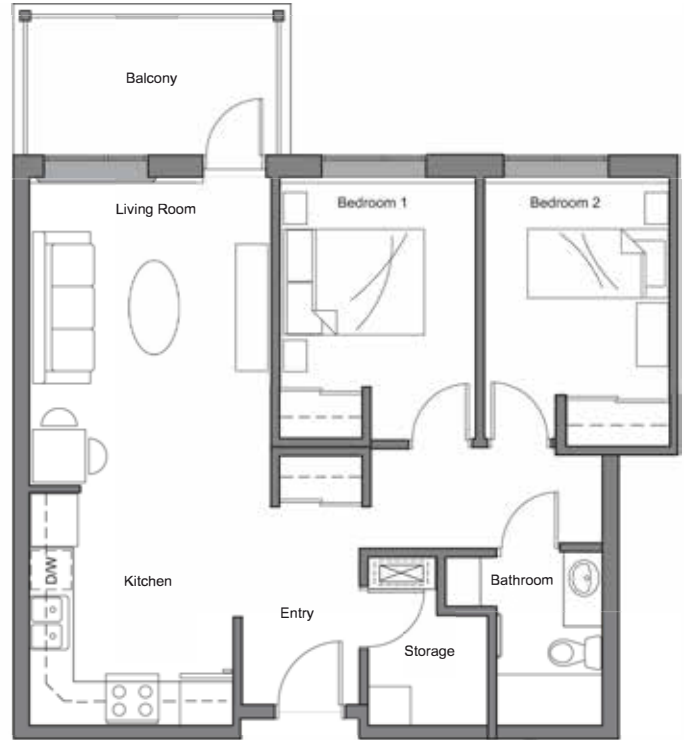 Balcony
Living Room
Bedroom 1
Bedroom 2
D/W
Kitchen
Bathroom
Entry
Storage